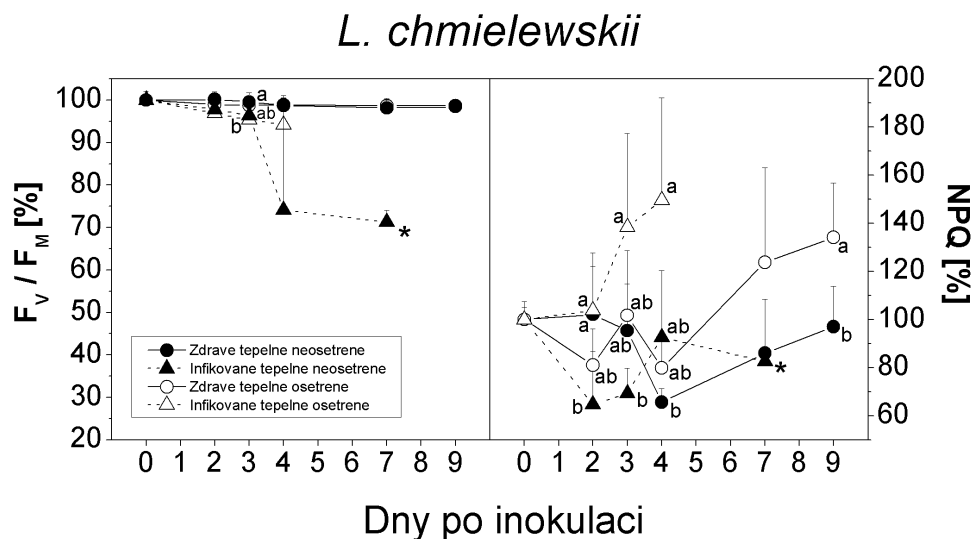 L. chmielewskii
F_V / F_M [%]
100
90
80
70
60
50
40
30
20
a
ab
b
*
Zdrave tepelne neosetrene
Infikovane tepelne neosetrene
Zdrave tepelne osetrene
Infikovane tepelne osetrene
0 1 2 3 4 5 6 7 8 9
a
a
a
a
ab
ab
ab
b
b
ab
ab
b
*
a
b
0 1 2 3 4 5 6 7 8 9
200
180
160
140
120
100
80
60
NPQ [%]
Dny po inokulaci